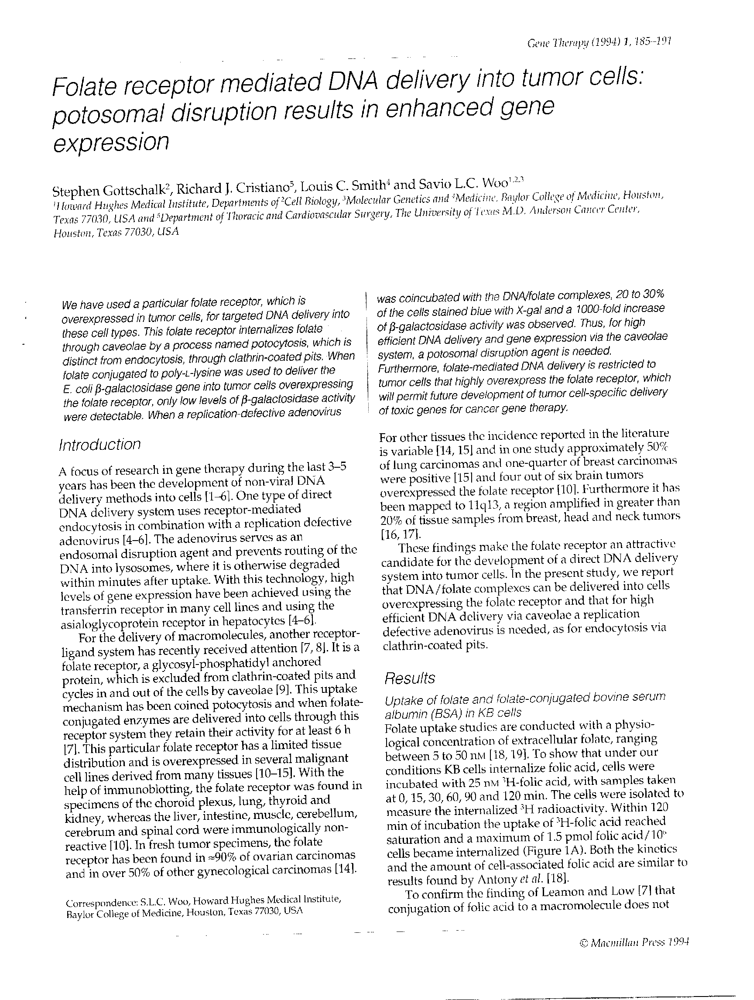 Gene Therapy (1994) 1, 185–191
Folate receptor mediated DNA delivery into tumor cells:
potosomal disruption results in enhanced gene
expression
Stephen Gottschalk², Richard J. Cristiano⁵, Louis C. Smith⁴ and Savio L.C. Woo¹,²,³
¹Howard Hughes Medical Institute, Departments of ²Cell Biology, ³Molecular Genetics and ⁴Medicine, Baylor College of Medicine, Houston,
Texas 77030, USA and ⁵Department of Thoracic and Cardiovascular Surgery, The University of Texas M.D. Anderson Cancer Center,
Houston, Texas 77030, USA
We have used a particular folate receptor, which is
overexpressed in tumor cells, for targeted DNA delivery into
these cell types. This folate receptor internalizes folate
through caveolae by a process named potocytosis, which is
distinct from endocytosis, through clathrin-coated pits. When
folate conjugated to poly-L-lysine was used to deliver the
E. coli β-galactosidase gene into tumor cells overexpressing
the folate receptor, only low levels of β-galactosidase activity
were detectable. When a replication-defective adenovirus
was coincubated with the DNA/folate complexes, 20 to 30%
of the cells stained blue with X-gal and a 1000-fold increase
of β-galactosidase activity was observed. Thus, for high
efficient DNA delivery and gene expression via the caveolae
system, a potosomal disruption agent is needed.
Furthermore, folate-mediated DNA delivery is restricted to
tumor cells that highly overexpress the folate receptor, which
will permit future development of tumor cell-specific delivery
of toxic genes for cancer gene therapy.
Introduction
A focus of research in gene therapy during the last 3–5
years has been the development of non-viral DNA
delivery methods into cells [1–6]. One type of direct
DNA delivery system uses receptor-mediated
endocytosis in combination with a replication defective
adenovirus [4–6]. The adenovirus serves as an
endosomal disruption agent and prevents routing of the
DNA into lysosomes, where it is otherwise degraded
within minutes after uptake. With this technology, high
levels of gene expression have been achieved using the
transferrin receptor in many cell lines and using the
asialoglycoprotein receptor in hepatocytes [4–6].
For the delivery of macromolecules, another receptor-
ligand system has recently received attention [7, 8]. It is a
folate receptor, a glycosyl-phosphatidyl anchored
protein, which is excluded from clathrin-coated pits and
cycles in and out of the cells by caveolae [9]. This uptake
mechanism has been coined potocytosis and when folate-
conjugated enzymes are delivered into cells through this
receptor system they retain their activity for at least 6 h
[7]. This particular folate receptor has a limited tissue
distribution and is overexpressed in several malignant
cell lines derived from many tissues [10–15]. With the
help of immunoblotting, the folate receptor was found in
specimens of the choroid plexus, lung, thyroid and
kidney, whereas the liver, intestine, muscle, cerebellum,
cerebrum and spinal cord were immunologically non-
reactive [10]. In fresh tumor specimens, the folate
receptor has been found in ≈90% of ovarian carcinomas
and in over 50% of other gynecological carcinomas [14].
Correspondence: S.L.C. Woo, Howard Hughes Medical Institute,
Baylor College of Medicine, Houston, Texas 77030, USA
For other tissues the incidence reported in the literature
is variable [14, 15] and in one study approximately 50%
of lung carcinomas and one-quarter of breast carcinomas
were positive [15] and four out of six brain tumors
overexpressed the folate receptor [10]. Furthermore it has
been mapped to 11q13, a region amplified in greater than
20% of tissue samples from breast, head and neck tumors
[16, 17].
These findings make the folate receptor an attractive
candidate for the development of a direct DNA delivery
system into tumor cells. In the present study, we report
that DNA/folate complexes can be delivered into cells
overexpressing the folate receptor and that for high
efficient DNA delivery via caveolae a replication
defective adenovirus is needed, as for endocytosis via
clathrin-coated pits.
Results
Uptake of folate and folate-conjugated bovine serum
albumin (BSA) in KB cells
Folate uptake studies are conducted with a physio-
logical concentration of extracellular folate, ranging
between 5 to 50 nM [18, 19]. To show that under our
conditions KB cells internalize folic acid, cells were
incubated with 25 nM ³H-folic acid, with samples taken
at 0, 15, 30, 60, 90 and 120 min. The cells were isolated to
measure the internalized ³H radioactivity. Within 120
min of incubation the uptake of ³H-folic acid reached
saturation and a maximum of 1.5 pmol folic acid/10⁶
cells became internalized (Figure 1A). Both the kinetics
and the amount of cell-associated folic acid are similar to
results found by Antony et al. [18].
To confirm the finding of Leamon and Low [7] that
conjugation of folic acid to a macromolecule does not
© Macmillan Press 1994